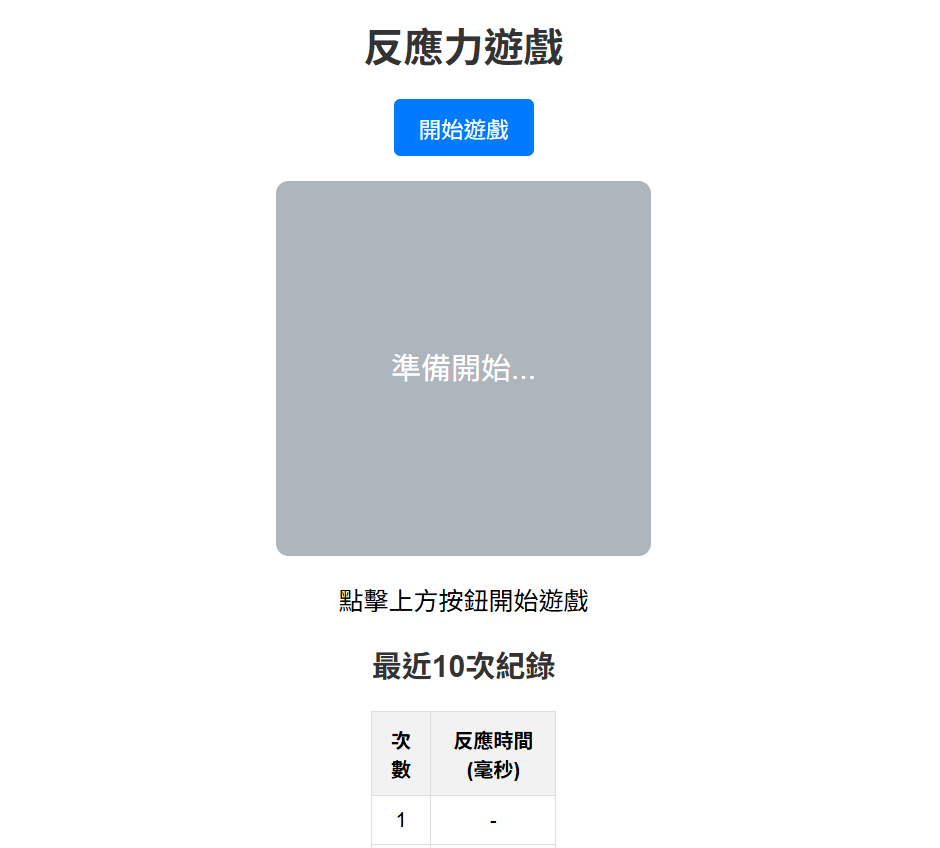 反應力遊戲
開始遊戲
準備開始...
點擊上方按鈕開始遊戲
最近10次紀錄
次
數
反應時間
(毫秒)
1
-